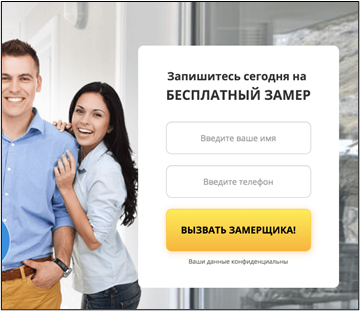 Запишитесь сегодня на
БЕСПЛАТНЫЙ ЗАМЕР
Введите ваше имя
Введите телефон
ВЫЗВАТЬ ЗАМЕРЩИКА!
Ваши данные конфиденциальны